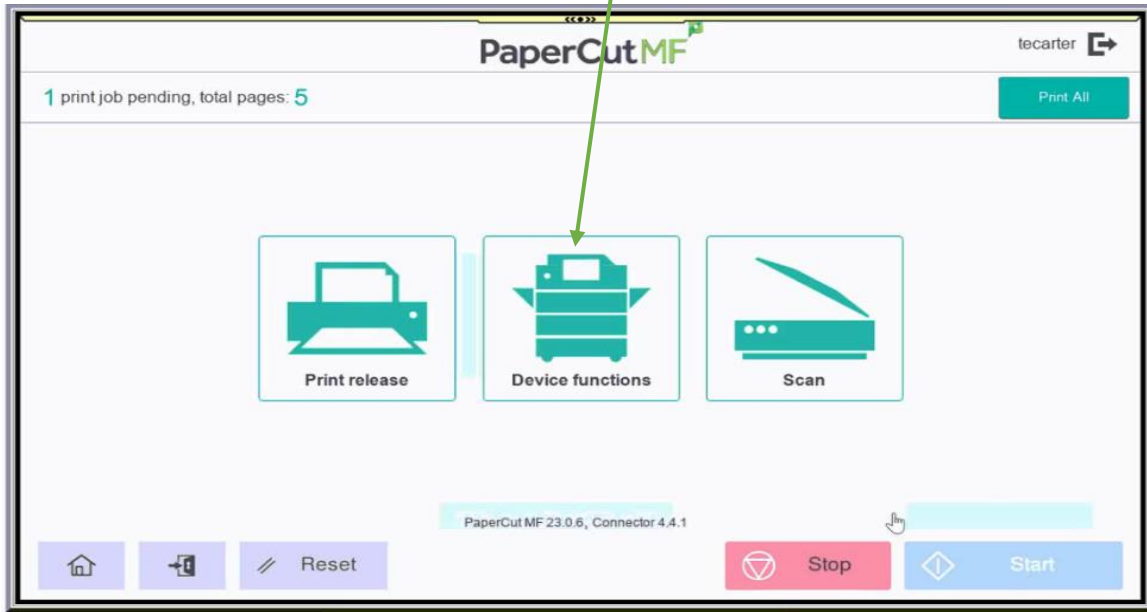 PaperCut MF
tecarter
1 print job pending, total pages: 5
Print All
Print release
Device functions
Scan
PaperCut MF 23.0.6, Connector 4.4.1
Reset
Stop
Start